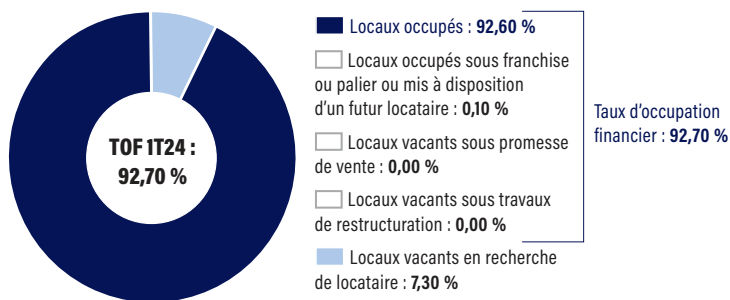 TOF 1T24 :
92,70 %
Locaux occupés : 92,60 %
Locaux occupés sous franchise
ou palier ou mis à disposition
d'un futur locataire : 0,10 %
Locaux vacants sous promesse
de vente : 0,00 %
Locaux vacants sous travaux
de restructuration : 0,00 %
Locaux vacants en recherche
de locataire : 7,30 %
Taux d'occupation
financier : 92,70 %